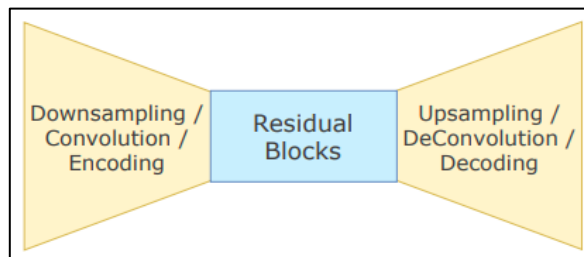 Downsampling /
Convolution /
Encoding
Residual
Blocks
Upsampling /
DeConvolution /
Decoding